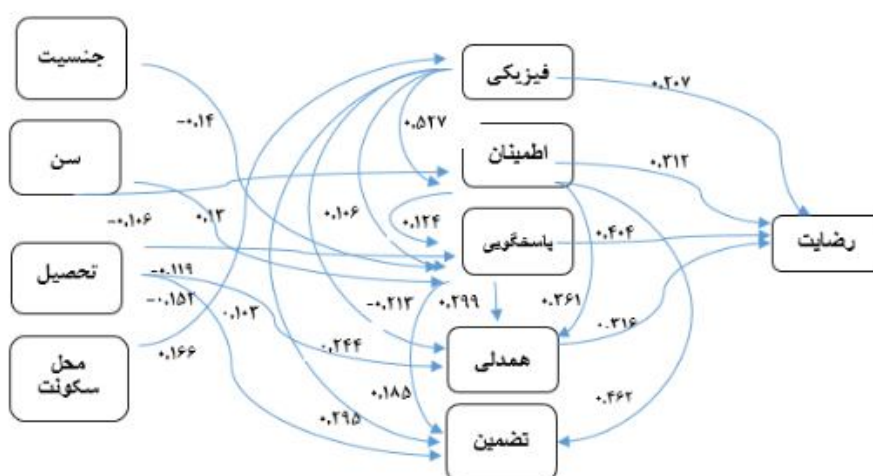 جنسیت
سن
تحصیل
محل
سکونت
فیزیکی
اطمینان
پاسخگویی
همدلی
تضمین
رضایت
-۰.۱۴
-۰.۱۰۶
۰.۱۳
-۰.۱۱۹
-۰.۱۵۲
۰.۱۰۳
۰.۱۶۶
۰.۲۴۴
۰.۲۹۵
۰.۵۲۷
۰.۱۰۶
۰.۱۲۴
-۰.۲۱۳
۰.۲۹۹
۰.۳۶۱
۰.۱۸۵
۰.۴۶۲
۰.۲۰۷
۰.۳۱۲
۰.۴۰۴
۰.۳۱۶